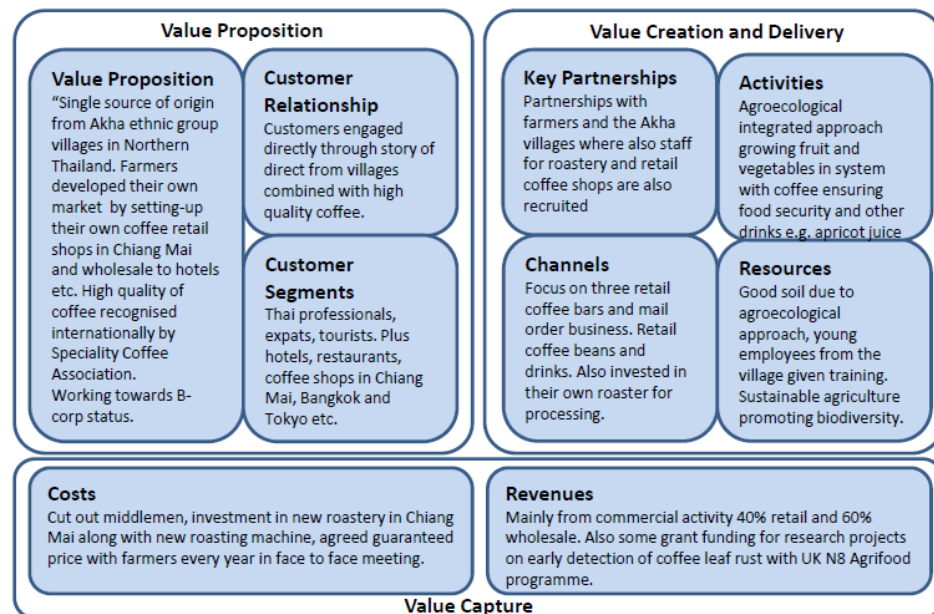 Value Proposition
Value Proposition
“Single source of origin
from Akha ethnic group
villages in Northern
Thailand. Farmers
developed their own
market by setting-up
their own coffee retail
shops in Chiang Mai
and wholesale to hotels
etc. High quality of
coffee recognised
internationally by
Speciality Coffee
Association.
Working towards B-
corp status.
Customer
Relationship
Customers engaged
directly through story of
direct from villages
combined with high
quality coffee.
Customer
Segments
Thai professionals,
expats, tourists. Plus
hotels, restaurants,
coffee shops in Chiang
Mai, Bangkok and
Tokyo etc.
Value Creation and Delivery
Key Partnerships
Partnerships with
farmers and the Akha
villages where also staff
for roastery and retail
coffee shops are also
recruited
Activities
Agroecological
integrated approach
growing fruit and
vegetables in system
with coffee ensuring
food security and other
drinks e.g. apricot juice
Channels
Focus on three retail
coffee bars and mail
order business. Retail
coffee beans and
drinks. Also invested in
their own roaster for
processing.
Resources
Good soil due to
agroecological
approach, young
employees from the
village given training.
Sustainable agriculture
promoting biodiversity.
Costs
Cut out middlemen, investment in new roastery in Chiang
Mai along with new roasting machine, agreed guaranteed
price with farmers every year in face to face meeting.
Revenues
Mainly from commercial activity 40% retail and 60%
wholesale. Also some grant funding for research projects
on early detection of coffee leaf rust with UK N8 Agrifood
programme.
Value Capture